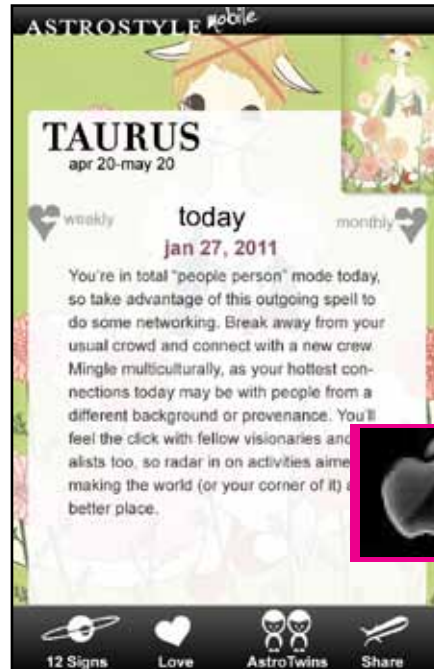 ASTROSTYLE mobile
TAURUS
apr 20-may 20
weekly today monthly
jan 27, 2011
You're in total "people person" mode today,
so take advantage of this outgoing spell to
do some networking. Break away from your
usual crowd and connect with a new crew
Mingle multiculturally, as your hottest con-
nections today may be with people from a
different background or provenance. You'll
feel the click with fellow visionaries and
alists too, so radar in on activities aime
making the world (or your corner of it) a
better place.
12 Signs Love AstroTwins Share